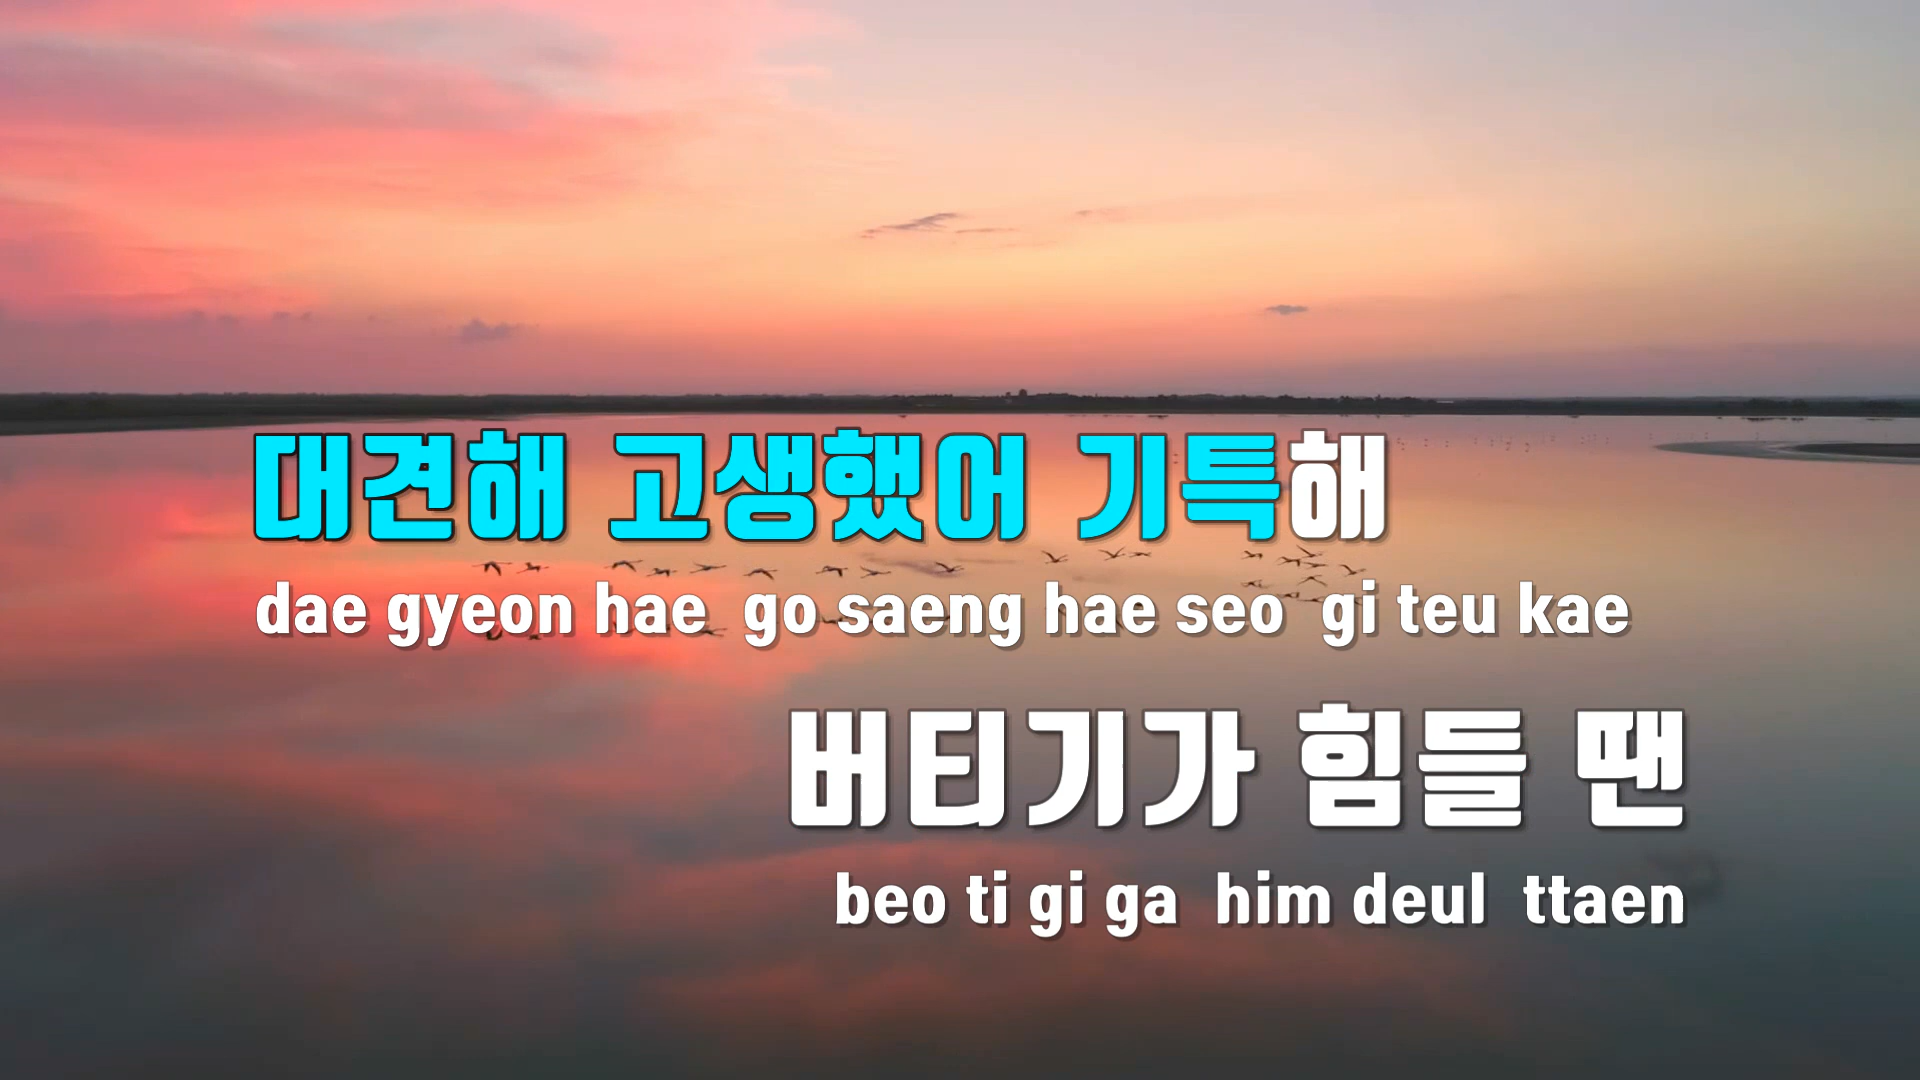 대견해 고생했어 기특해
dae gyeon hae go saeng hae seo gi teu kae
버티기가 힘들 땐
beo ti gi ga him deul ttaen